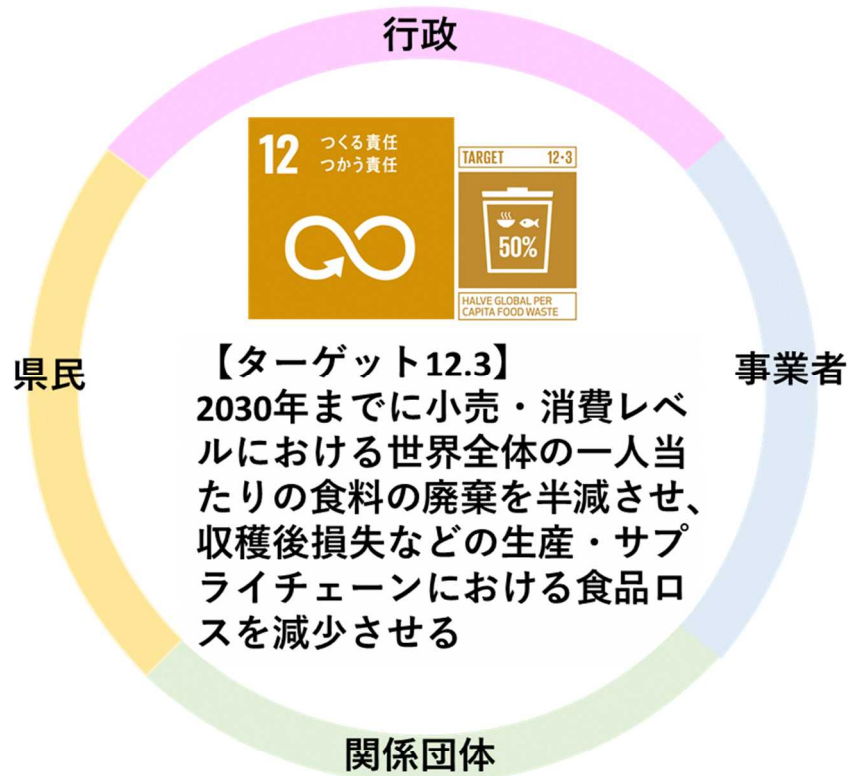 行政
12 つくる責任
つかう責任
TARGET 12・3
50%
HALVE GLOBAL PER
CAPITA FOOD WASTE
県民
事業者
【ターゲット12.3】
2030年までに小売・消費レベ
ルにおける世界全体の一人当
たりの食料の廃棄を半減させ、
収穫後損失などの生産・サプ
ライチェーンにおける食品ロ
スを減少させる
関係団体